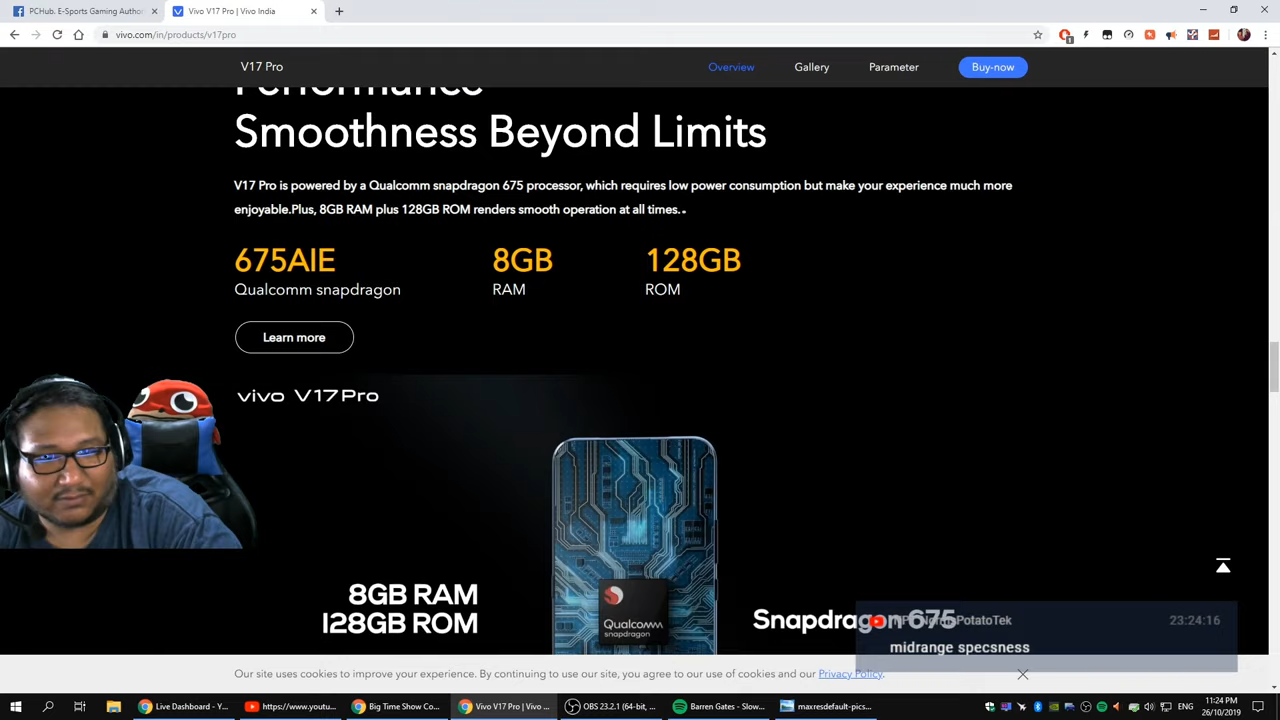 PCHub. E-Sports Gaming Author
Vivo V17 Pro | Vivo India
vivo.com/in/products/v17pro
1
V17 Pro
Overview
Gallery
Parameter
Buy-now
Performance
Smoothness Beyond Limits
V17 Pro is powered by a Qualcomm snapdragon 675 processor, which requires low power consumption but make your experience much more
enjoyable.Plus, 8GB RAM plus 128GB ROM renders smooth operation at all times..
675AIE
8GB
128GB
Qualcomm snapdragon
RAM
ROM
Learn more
vivo V17Pro
8GB RAM
128GB ROM
Qualcomm
snapdragon
Snapdragon 675
PotatoTek
23:24:16
midrange specsness
Our site uses cookies to improve your experience. By continuing to use our site, you agree to our use of cookies and our Privacy Policy.
Live Dashboard - Y...
https://www.youtu...
Big Time Show Co...
Vivo V17 Pro | Vivo ...
OBS 23.2.1 (64-bit, ...
Barren Gates - Slow...
maxresdefault-pics...
ENG
11:24 PM
26/10/2019